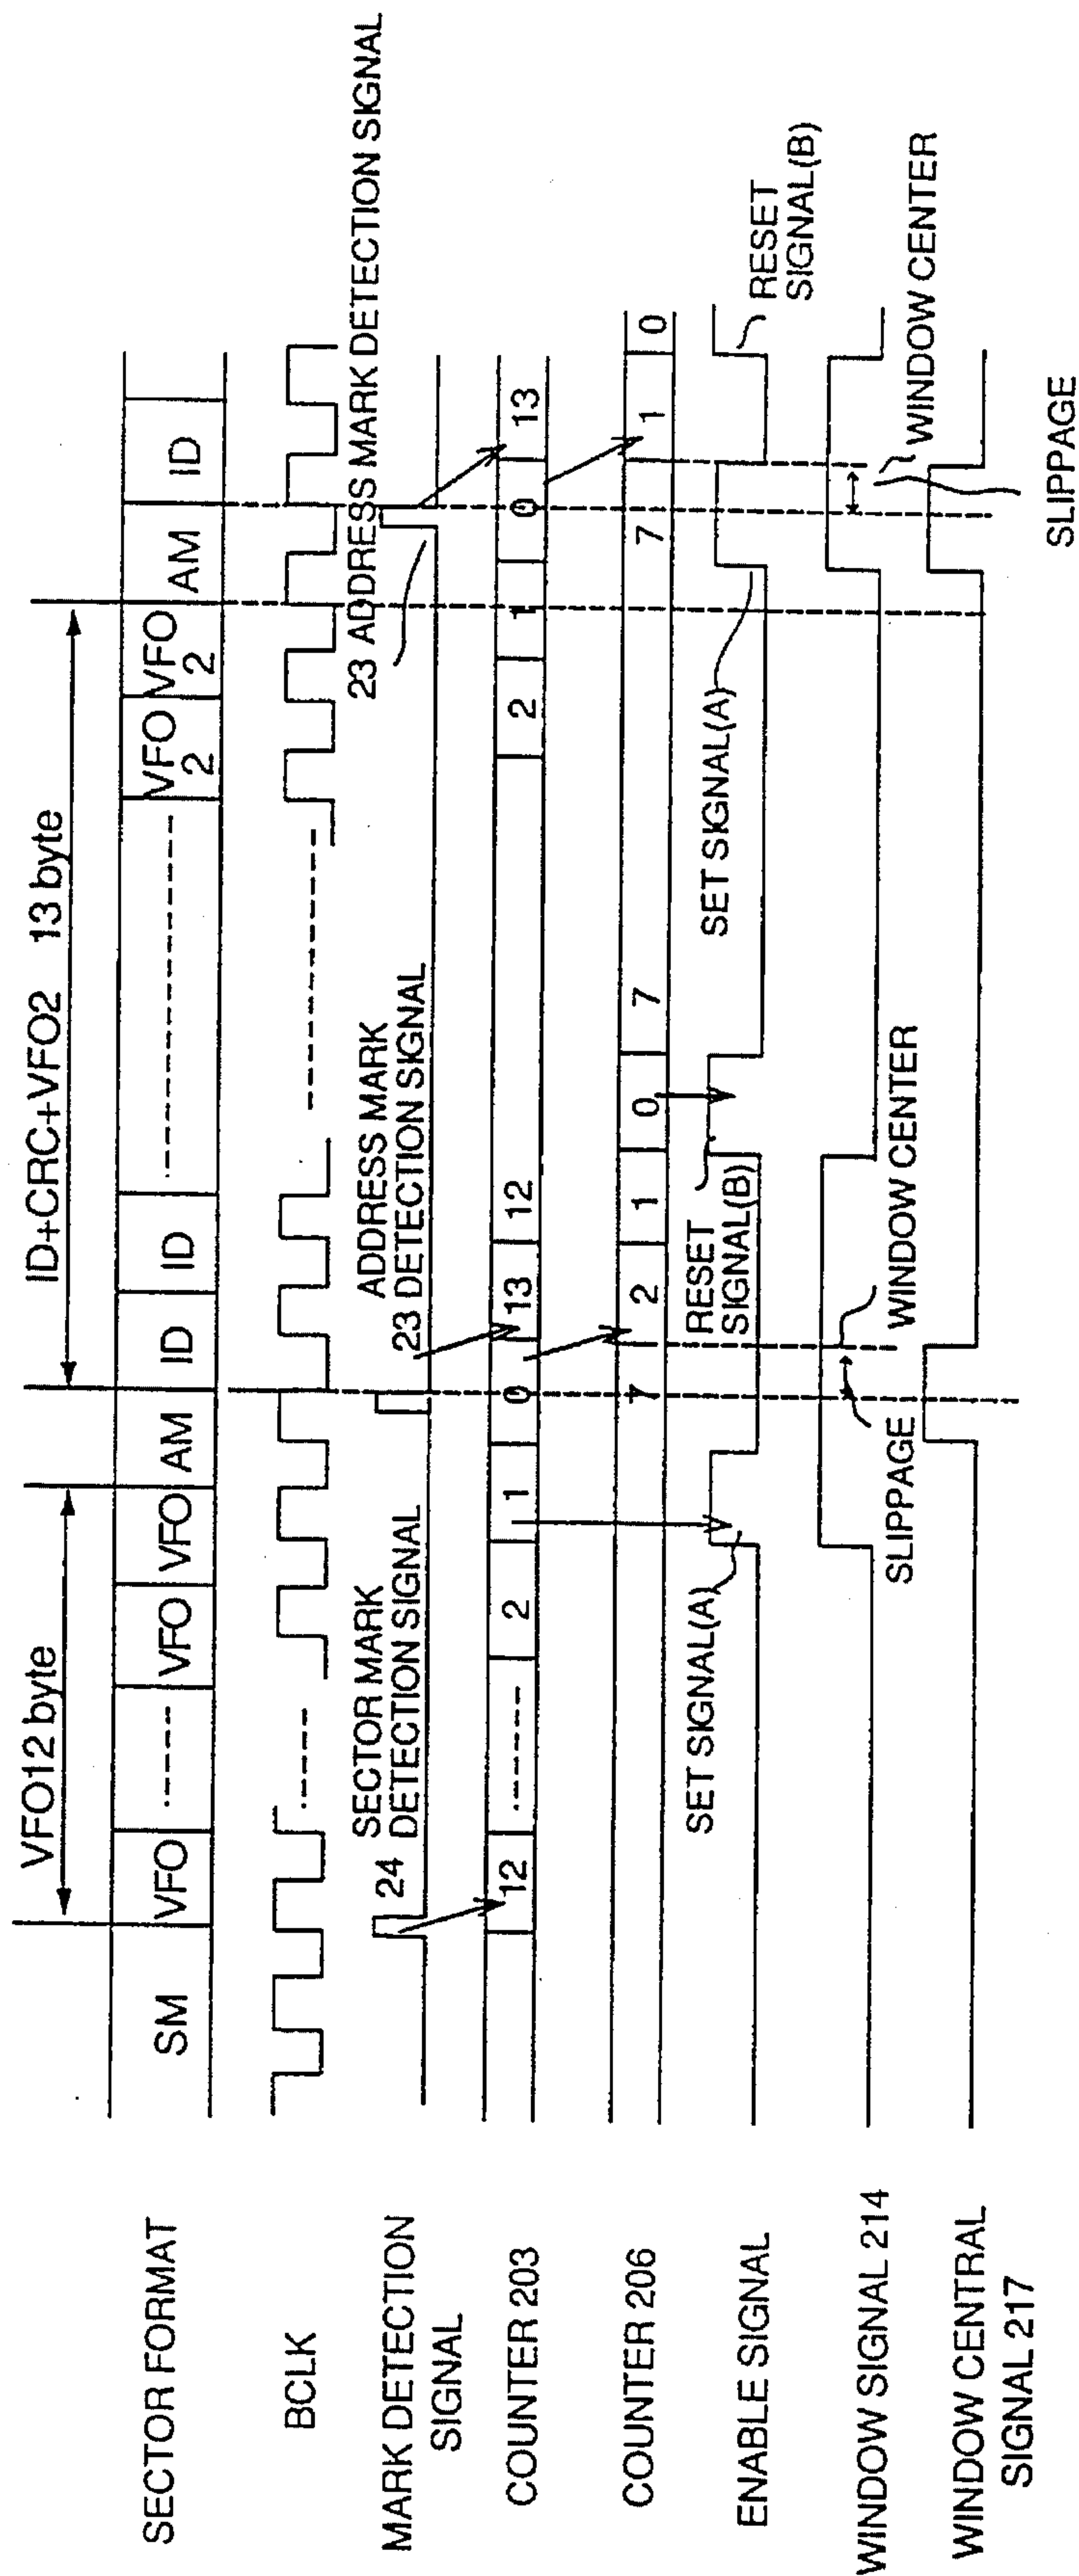 VFO12 byte
ID+CRC+VFO2 13 byte
SECTOR FORMAT
SM
VFO
VFO
VFO
AM
ID
ID
VFO
2
VFO
2
AM
ID
BCLK
MARK DETECTION
SIGNAL
24 SECTOR MARK
DETECTION SIGNAL
ADDRESS MARK
23 DETECTION SIGNAL
23 ADDRESS MARK DETECTION SIGNAL
COUNTER 203
12
2
1
0
13
12
2
1
0
13
COUNTER 206
7
2
1
0
7
7
1
0
ENABLE SIGNAL
SET SIGNAL(A)
RESET
SIGNAL(B)
SET SIGNAL(A)
RESET
SIGNAL(B)
WINDOW SIGNAL 214
SLIPPAGE
WINDOW CENTER
WINDOW CENTER
SLIPPAGE
WINDOW CENTRAL
SIGNAL 217